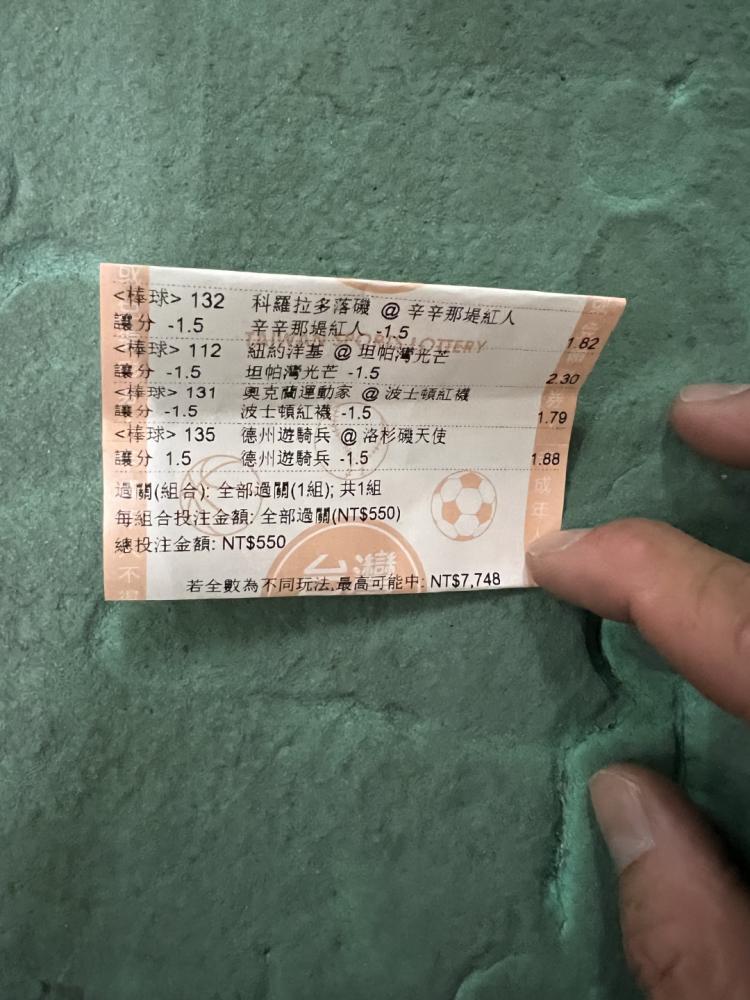 <棒球> 132 科羅拉多落磯 @ 辛辛那堤紅人
讓分 -1.5 辛辛那堤紅人 -1.5 1.82
TAIWAN SPORTS LOTTERY
<棒球> 112 紐約洋基 @ 坦帕灣光芒
讓分 -1.5 坦帕灣光芒 -1.5 2.30
<棒球> 131 奧克蘭運動家 @ 波士頓紅襪
讓分 -1.5 波士頓紅襪 -1.5 1.79
<棒球> 135 德州遊騎兵 @ 洛杉磯天使
讓分 1.5 德州遊騎兵 -1.5 1.88
過關(組合): 全部過關(1組); 共1組
每組合投注金額: 全部過關(NT$550)
總投注金額: NT$550
台灣
若全數為不同玩法,最高可能中: NT$7,748
成年人
不得